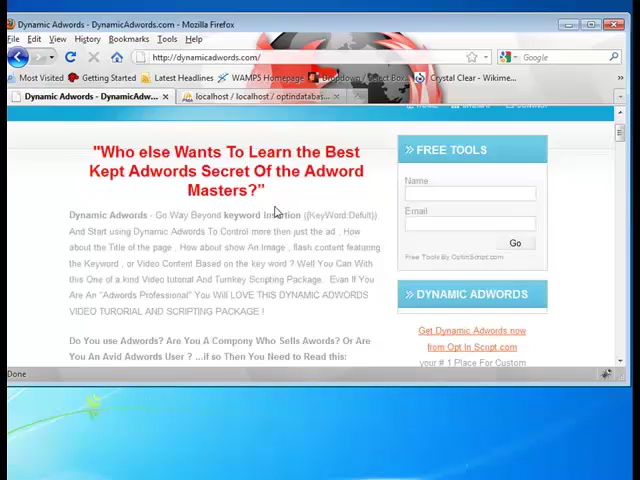 Dynamic Adwords - DynamicAdwords.com - Mozilla Firefox
File Edit View History Bookmarks Tools Help
http://dynamicadwords.com/
Google
Most Visited Getting Started Latest Headlines WAMP5 Homepage Dropdown / Select Box Crystal Clear - Wikime...
Dynamic Adwords - DynamicAdw... localhost / localhost / optindatabas...
"Who else Wants To Learn the Best
Kept Adwords Secret Of the Adword
Masters?"
Dynamic Adwords - Go Way Beyond keyword insertion ({KeyWord:Defult})
And Start using Dynamic Adwords To Control more then just the ad , How
about the Title of the page , How about show An Image , flash content featuring
the Keyword , or Video Content Based on the key word ? Well You Can With
this One of a kind Video tutorial And Turnkey Scripting Package. Evan If You
Are An "Adwords Professional" You Will LOVE THIS DYNAMIC ADWORDS
VIDEO TURORIAL AND SCRIPTING PACKAGE !
Do You use Adwords? Are You A Compony Who Sells Awords? Or Are
You An Avid Adwords User ? ...if so Then You Need to Read this:
FREE TOOLS
Name
Email
Go
Free Tools By OptinScript.com
DYNAMIC ADWORDS
Get Dynamic Adwords now
from Opt In Script.com
your # 1 Place For Custom
Done